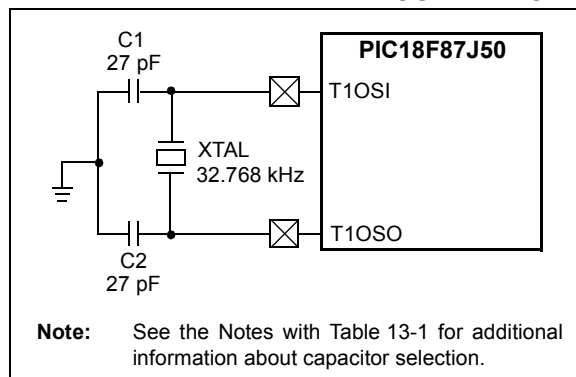 C1
27 pF
PIC18F87J50
T1OSI
XTAL
32.768 kHz
T1OSO
C2
27 pF
Note: See the Notes with Table 13-1 for additional
information about capacitor selection.